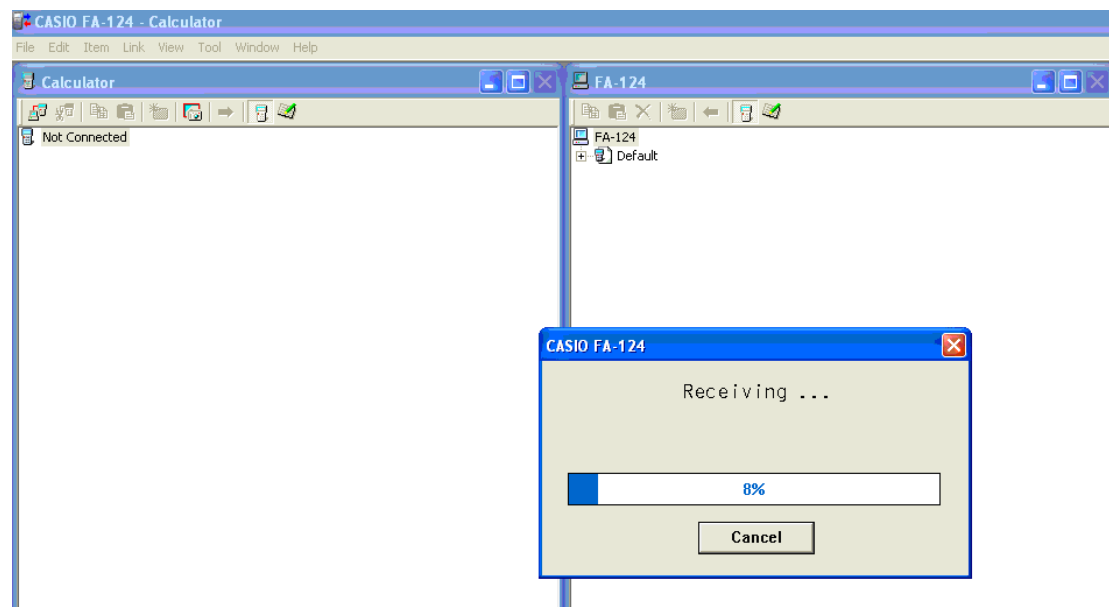 CASIO FA-124 - Calculator
File Edit Item Link View Tool Window Help
Calculator
Not Connected
FA-124
FA-124
Default
CASIO FA-124
Receiving ...
8%
Cancel